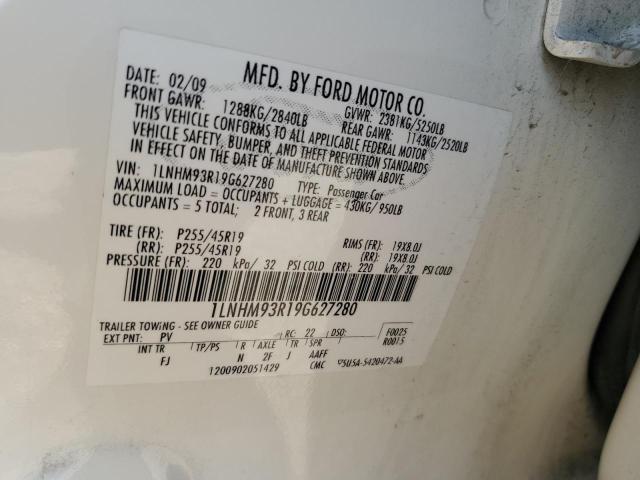 MFD. BY FORD MOTOR CO.
DATE: 02/09
FRONT GAWR: 1288KG/2840LB
GVWR: 2381KG/5250LB
REAR GAWR: 1143KG/2520LB
THIS VEHICLE CONFORMS TO ALL APPLICABLE FEDERAL MOTOR
VEHICLE SAFETY, BUMPER, AND THEFT PREVENTION STANDARDS
IN EFFECT ON THE DATE OF MANUFACTURE SHOWN ABOVE.
VIN: 1LNHM93R19G627280 TYPE: Passenger Car
MAXIMUM LOAD = OCCUPANTS + LUGGAGE = 430KG/ 950LB
OCCUPANTS = 5 TOTAL; 2 FRONT, 3 REAR
TIRE (FR): P255/45R19 RIMS (FR): 19X8.0J
(RR): P255/45R19 (RR): 19X8.0J
PRESSURE (FR): 220 kPa/ 32 PSI COLD (RR): 220 kPa/ 32 PSI COLD
1LNHM93R19G627280
TRAILER TOWING - SEE OWNER GUIDE
EXT PNT: PV RC: 22 DSO: F0025
R0015
INT TR TP/PS R AXLE TR SPR
FJ N 2F J AAFF
1200902051429 CMC 5U5A-5420472-AA